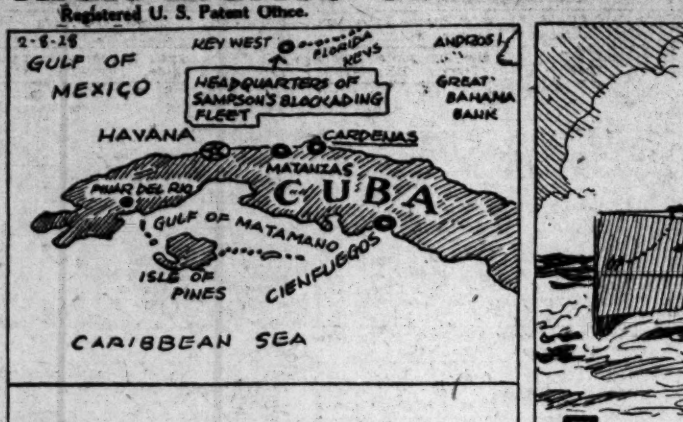 Registered U. S. Patent Office.
2-8-28
GULF OF
MEXICO
KEY WEST
FLORIDA
KEYS
ANDROS I.
HEADQUARTERS OF
SAMPSON'S BLOCKADING
FLEET
GREAT
BAHAMA
BANK
HAVANA
CARDENAS
MATANZAS
CUBA
PINAR DEL RIO
GULF OF MATAMANO
CIENFUEGOS
ISLE OF
PINES
CARIBBEAN SEA